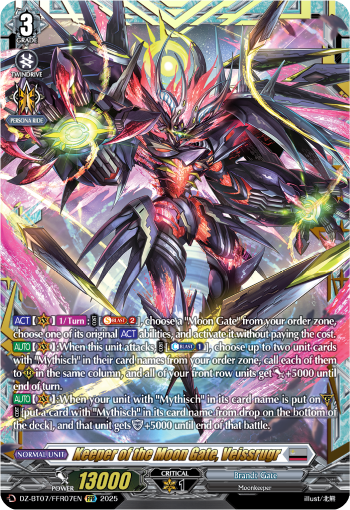 3
GRADE
TWINDRIVE
PERSONA RIDE
ACT 1/Turn : BLAST 2 , choose a "Moon Gate" from your order zone,
choose one of its original ACT abilities, and activate it without paying the cost.
AUTO : When this unit attacks, BLAST 1 , choose up to two unit cards
with "Mythisch" in their card names from your order zone, call each of them
to in the same column, and all of your front row units get +5000 until
end of turn.
AUTO : When your unit with "Mythisch" in its card name is put on
[put a card with "Mythisch" in its card name from drop on the bottom of
the deck], and that unit gets +5000 until end of that battle.
NORMAL UNIT Keeper of the Moon Gate, Veissrupr
POWER 13000 CRITICAL 1 Brandt Gate
Moonkeeper
DZ-BT07/FFR07EN FFR 2025 illust/北熊